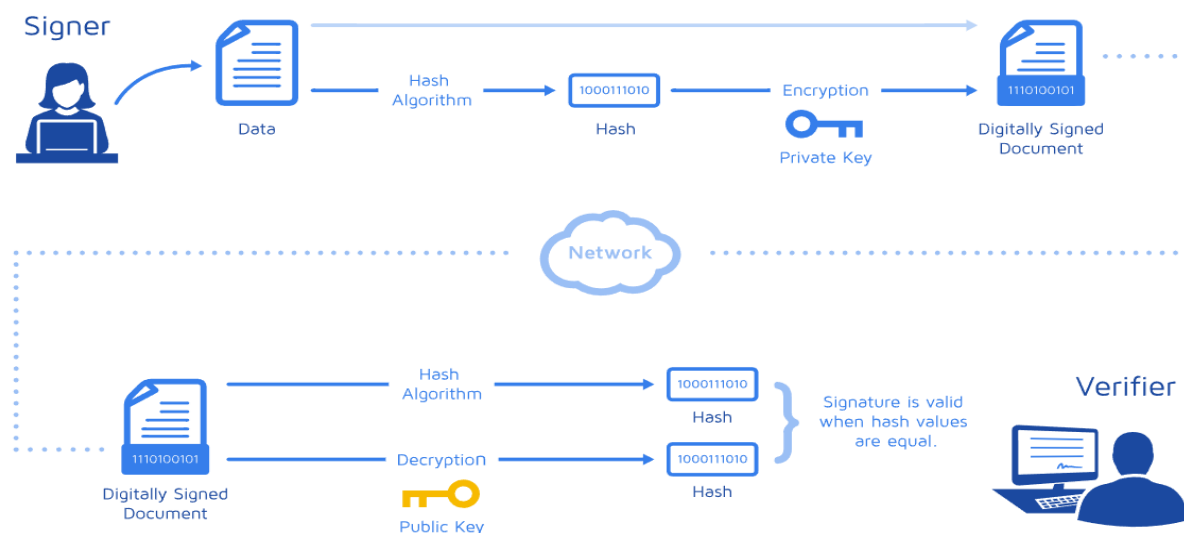 Signer
Data
Hash
Algorithm
1000111010
Hash
Encryption
Private Key
1110100101
Digitally Signed
Document
Network
1110100101
Digitally Signed
Document
Hash
Algorithm
1000111010
Hash
Decryption
Public Key
1000111010
Hash
Signature is valid
when hash values
are equal.
Verifier